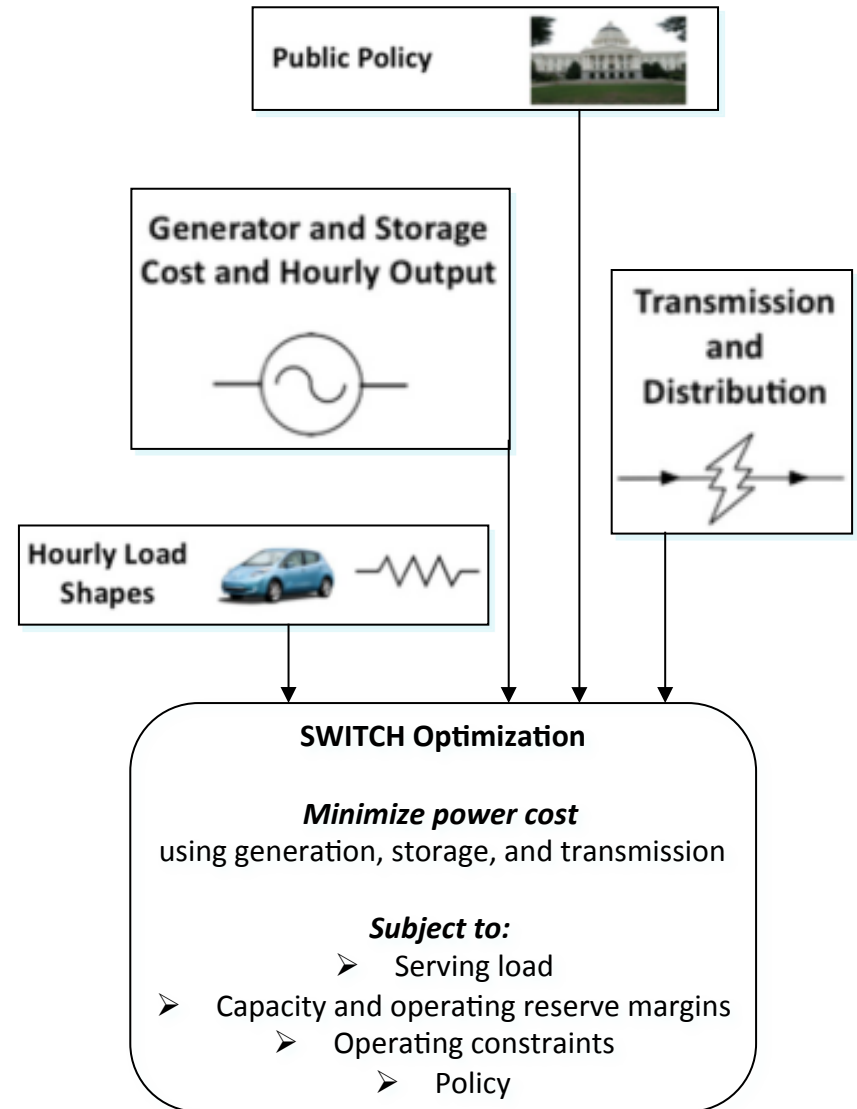 Public Policy
Generator and Storage
Cost and Hourly Output
Transmission
and
Distribution
Hourly Load
Shapes
SWITCH Optimization
Minimize power cost
using generation, storage, and transmission
Subject to:
➢ Serving load
➢ Capacity and operating reserve margins
➢ Operating constraints
➢ Policy